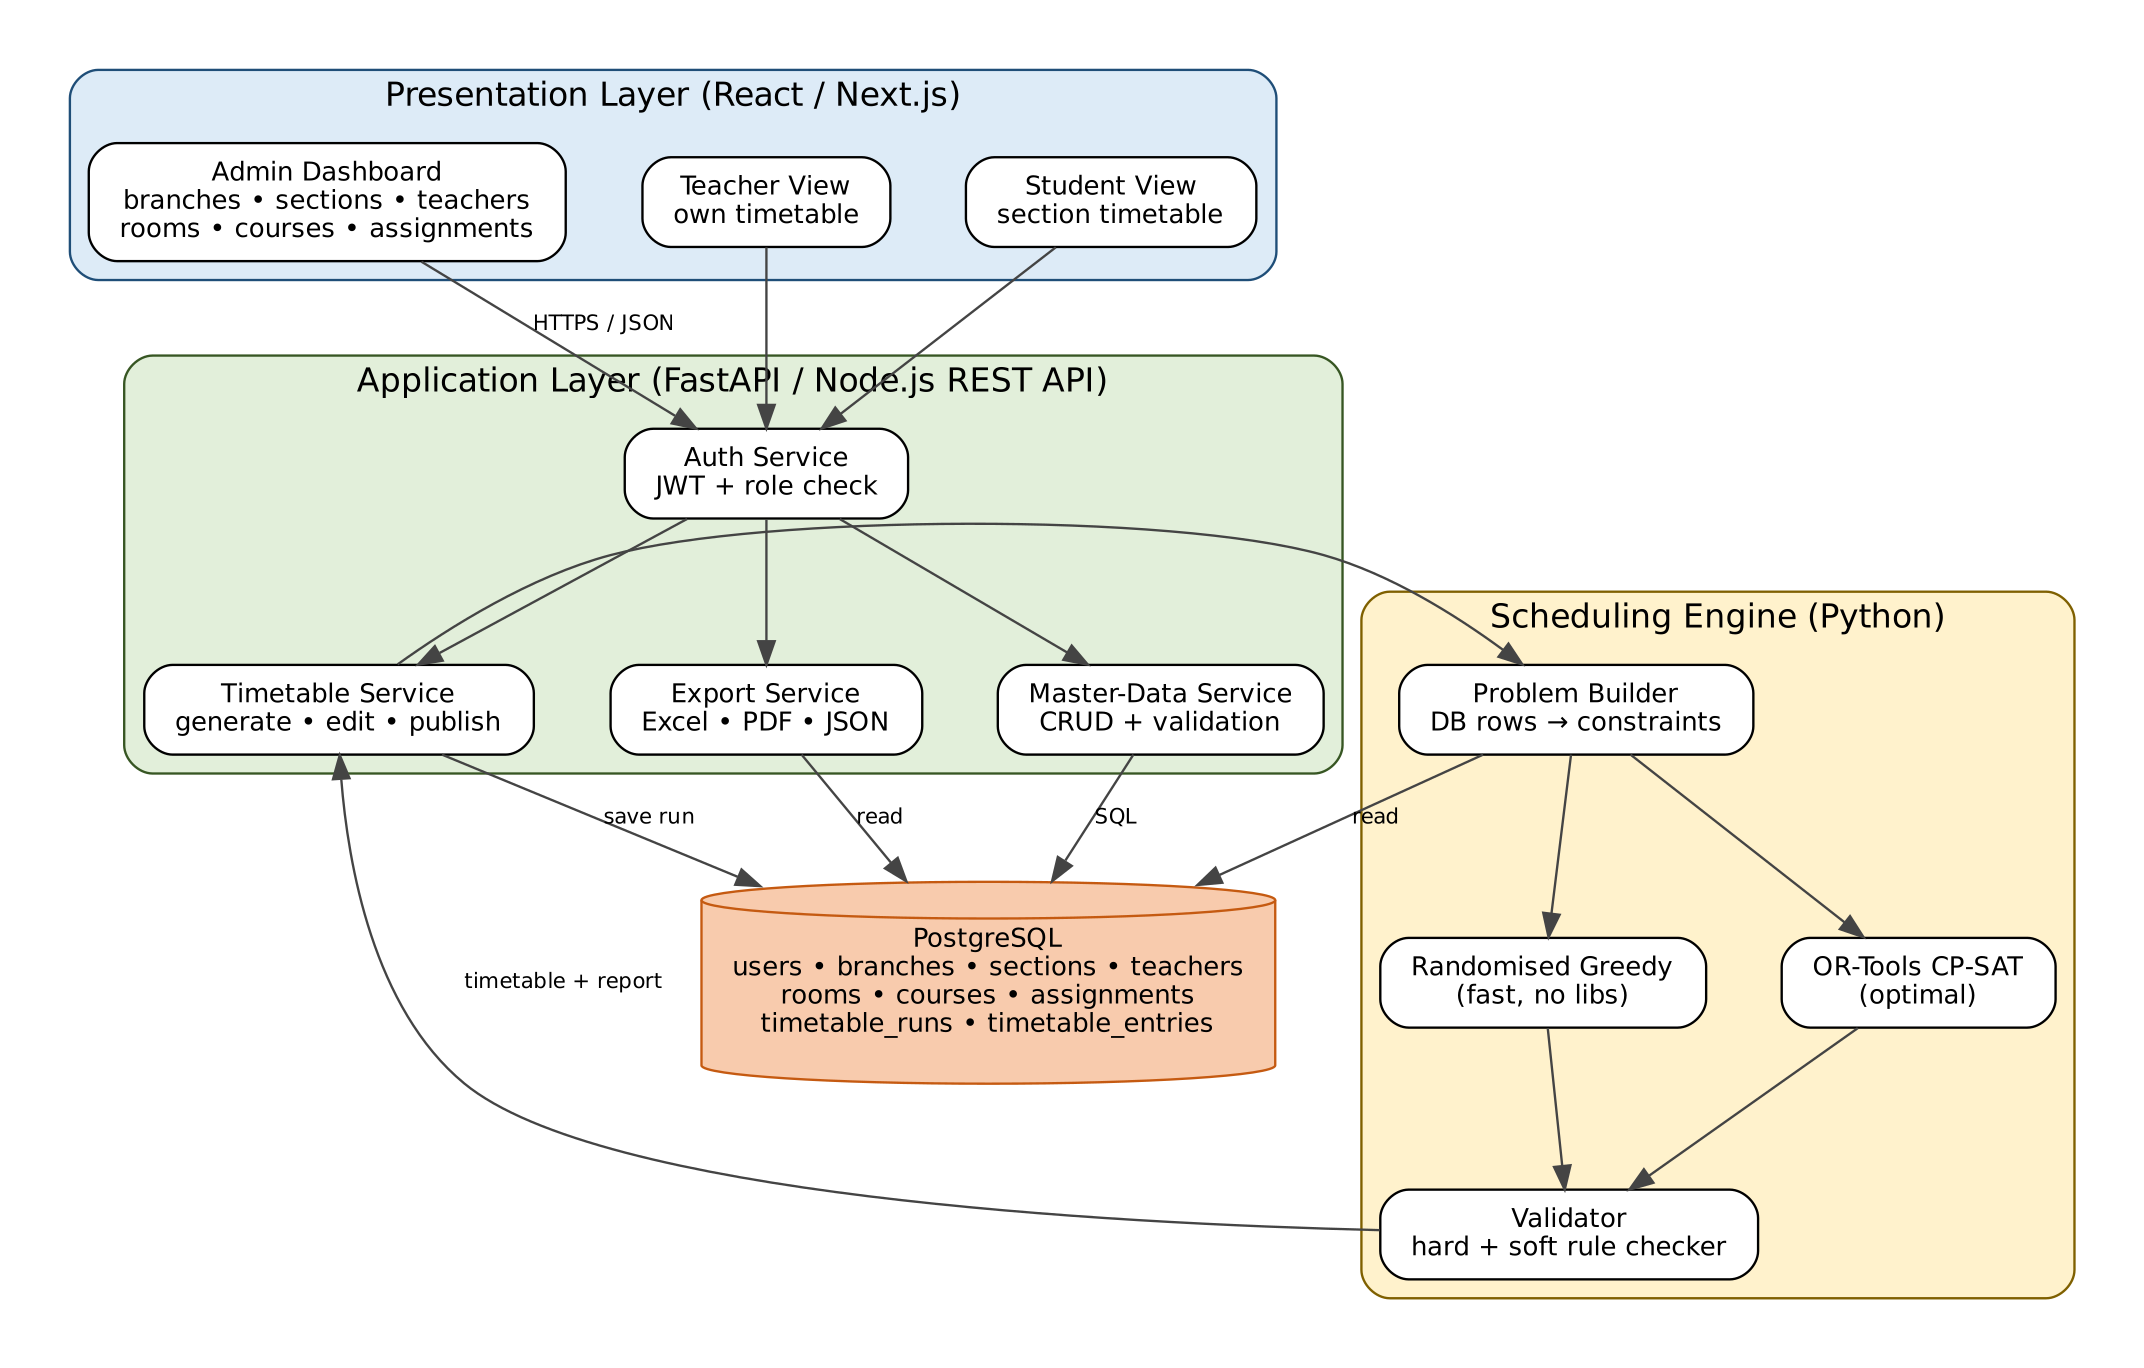 Presentation Layer (React / Next.js)
Admin Dashboard
branches • sections • teachers
rooms • courses • assignments
Teacher View
own timetable
Student View
section timetable
HTTPS / JSON
Application Layer (FastAPI / Node.js REST API)
Auth Service
JWT + role check
Timetable Service
generate • edit • publish
Export Service
Excel • PDF • JSON
Master-Data Service
CRUD + validation
Scheduling Engine (Python)
Problem Builder
DB rows → constraints
save run
read
SQL
read
PostgreSQL
users • branches • sections • teachers
rooms • courses • assignments
timetable_runs • timetable_entries
timetable + report
Randomised Greedy
(fast, no libs)
OR-Tools CP-SAT
(optimal)
Validator
hard + soft rule checker